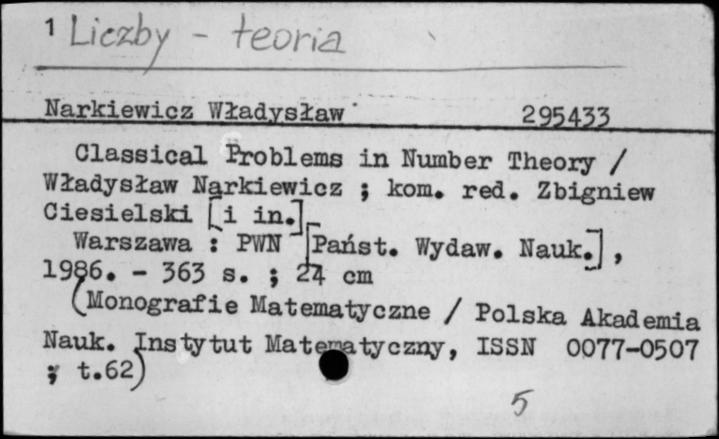 1 Liczby - teoria
Narkiewicz Władysław 295433
Classical Problems in Number Theory /
Władysław Narkiewicz ; kom. red. Zbigniew
Ciesielski [i in.]
Warszawa : PWN [Państ. Wydaw. Nauk.],
1986. - 363 s. ; 24 cm
(Monografie Matematyczne / Polska Akademia
Nauk. Instytut Matematyczny, ISSN 0077-0507
; t.62)
5